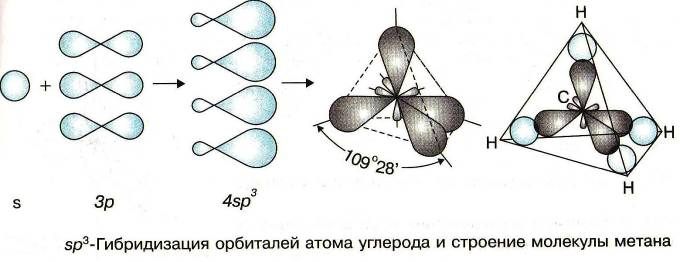 H
C
H
H
H
109°28'
s 3p 4sp³
sp³-Гибридизация орбиталей атома углерода и строение молекулы метана